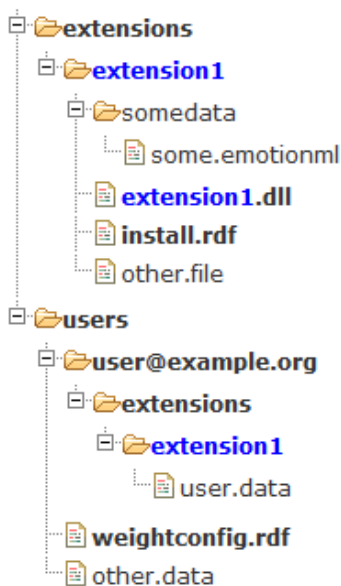 extensions
extension1
somedata
some.emotionml
extension1.dll
install.rdf
other.file
users
user@example.org
extensions
extension1
user.data
weightconfig.rdf
other.data